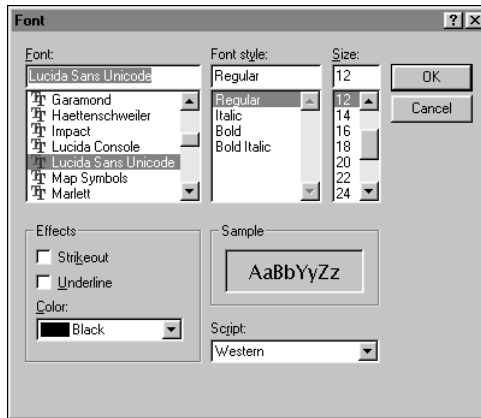 Font
Font:
Lucida Sans Unicode
Garamond
Haettenschweiler
Impact
Lucida Console
Lucida Sans Unicode
Map Symbols
Marlett
Font style:
Regular
Regular
Italic
Bold
Bold Italic
Size:
12
12
14
16
18
20
22
24
OK
Cancel
Effects
Strikeout
Underline
Color:
Black
Sample
AaBbYyZz
Script:
Western